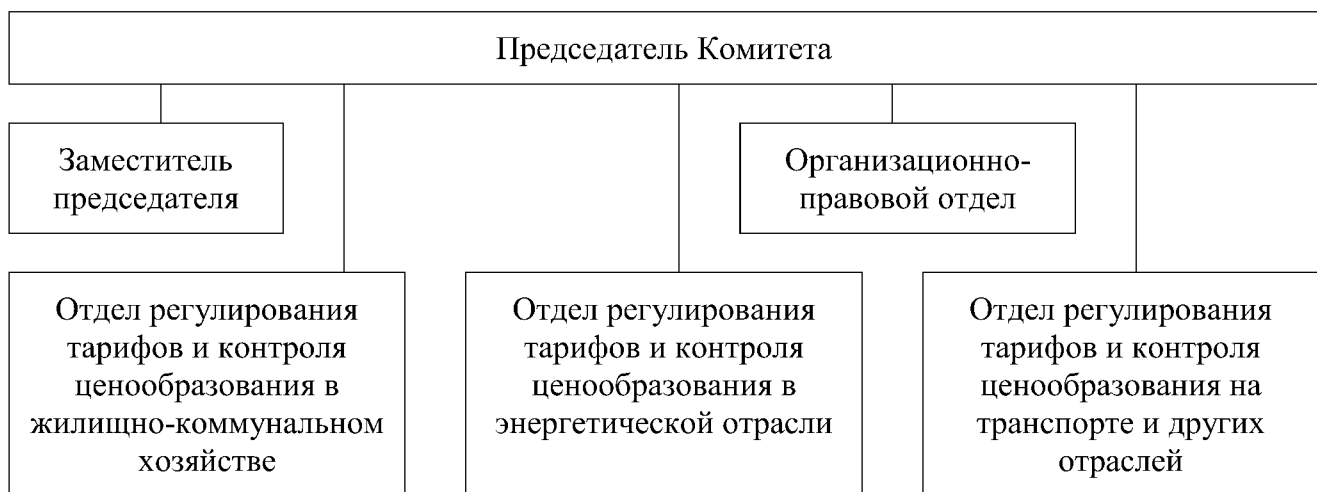 Председатель Комитета
Заместитель
председателя
Организационно-
правовой отдел
Отдел регулирования
тарифов и контроля
ценообразования в
жилищно-коммунальном
хозяйстве
Отдел регулирования
тарифов и контроля
ценообразования в
энергетической отрасли
Отдел регулирования
тарифов и контроля
ценообразования на
транспорте и других
отраслей